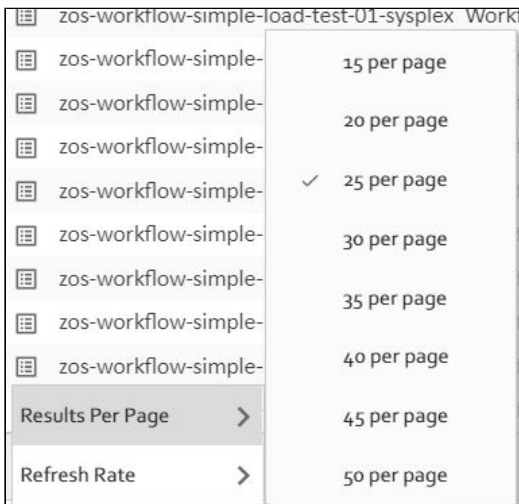 zos-workflow-simple-load-test-01-sysplex Workf
zos-workflow-simple-
15 per page
zos-workflow-simple-
20 per page
zos-workflow-simple-
25 per page
zos-workflow-simple-
zos-workflow-simple-
30 per page
zos-workflow-simple-
35 per page
zos-workflow-simple-
40 per page
zos-workflow-simple-
Results Per Page
45 per page
Refresh Rate
50 per page